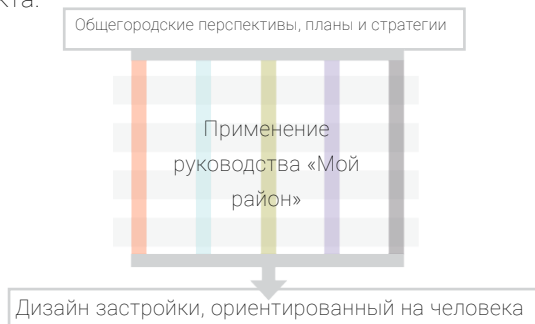 кта.
Общегородские перспективы, планы и стратегии
Применение
руководства «Мой
район»
Дизайн застройки, ориентированный на человека